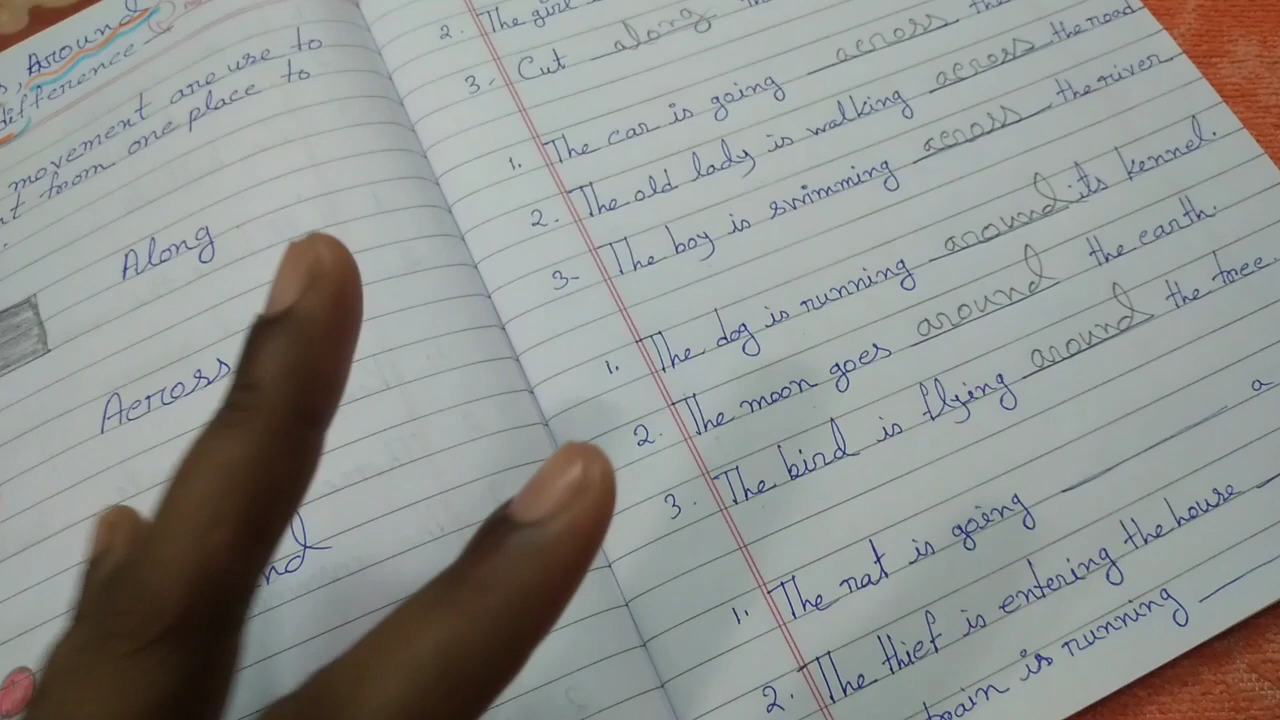 , Around
difference
movement are use to
from one place to
Along
Across
nd
2. The girl
3. Cut along
1. The car is going across the
2. The old lady is walking across the road
3- The boy is swimming across the river
1. The dog is running around its kennel.
2. The moon goes around the earth.
3. The bird is flying around the tree.
1. The rat is going a
2. The thief is entering the house
is running